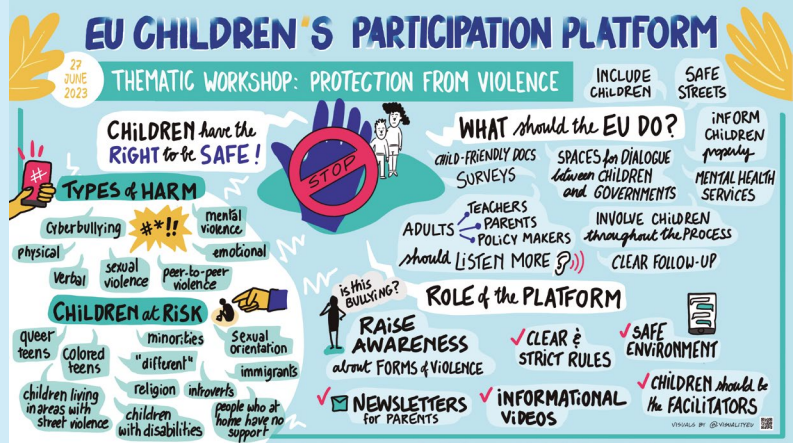 EU CHILDREN'S PARTICIPATION PLATFORM
27
JUNE
2023
THEMATIC WORKSHOP: PROTECTION FROM VIOLENCE
CHILDREN have the
RIGHT to be SAFE!
STOP
#
TYPES of HARM
Cyberbullying
#*!!
mental
violence
physical
emotional
Verbal
sexual
violence
peer-to-peer
violence
CHILDREN at RISK
queer
teens
Colored
teens
minorities
"different"
sexual
orientation
immigrants
religion
introverts
children living
in areas with
street violence
children
with disabilities
people who at
home have no
support
WHAT should the EU DO?
INCLUDE
CHILDREN
SAFE
STREETS
INFORM
CHILDREN
properly
CHILD-FRIENDLY DOCS
SURVEYS
SPACES for DIALOGUE
between CHILDREN
and GOVERNMENTS
MENTAL HEALTH
SERVICES
ADULTS
TEACHERS
PARENTS
POLICY MAKERS
should LISTEN MORE
INVOLVE CHILDREN
throughout the PROCESS
CLEAR FOLLOW-UP
is this
BULLYING?
ROLE of the PLATFORM
RAISE
AWARENESS
about FORMS of VIOLENCE
CLEAR &
STRICT RULES
SAFE
ENVIRONMENT
NEWSLETTERS
for PARENTS
INFORMATIONAL
VIDEOS
CHILDREN should be
the FACILITATORS
VISUALS BY @VISUALITYEU